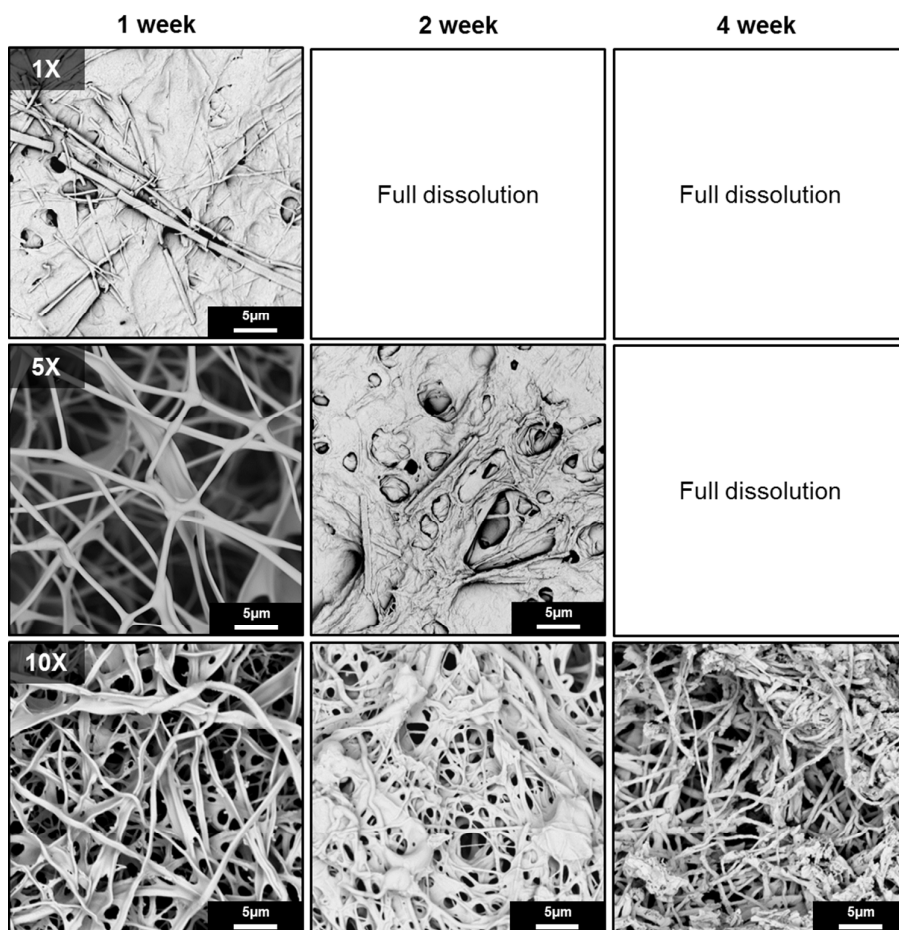 1 week 2 week 4 week
1X
Full dissolution
Full dissolution
5µm
5X
Full dissolution
5µm
5µm
10X
5µm
5µm
5µm